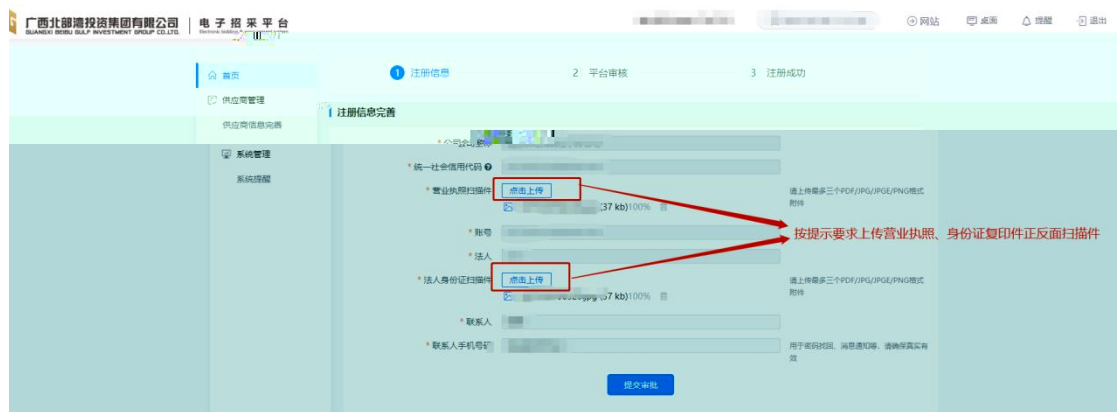 广西北部湾投资集团有限公司 电子招采平台
GUANGXI BEIBU GULF INVESTMENT GROUP CO.,LTD.
网站 桌面 提醒 退出
首页
供应商管理
供应商信息完善
系统管理
系统提醒
1 注册信息 2 平台审核 3 注册成功
注册信息完善
* 统一社会信用代码
* 营业执照扫描件 点击上传 请上传最多三个PDF/JPG/JPGE/PNG格式
附件
(37 kb)100%
* 账号
按提示要求上传营业执照、身份证复印件正反面扫描件
* 法人
* 法人身份证扫描件 点击上传 请上传最多三个PDF/JPG/JPGE/PNG格式
附件
jpg (37 kb)100%
* 联系人
* 联系人手机号码 用于密码找回、消息通知等，请确保真实有
效
提交审批